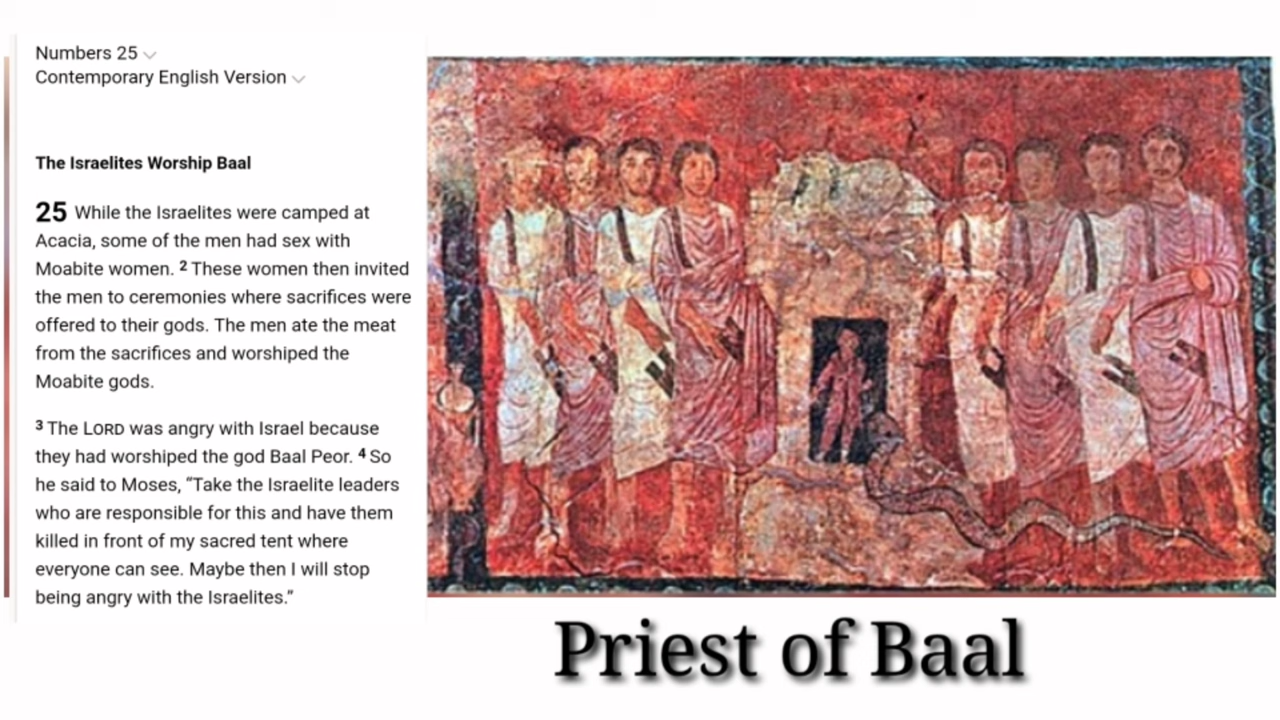 Numbers 25
Contemporary English Version
The Israelites Worship Baal
25 While the Israelites were camped at
Acacia, some of the men had sex with
Moabite women. 2 These women then invited
the men to ceremonies where sacrifices were
offered to their gods. The men ate the meat
from the sacrifices and worshiped the
Moabite gods.
3 The LORD was angry with Israel because
they had worshiped the god Baal Peor. 4 So
he said to Moses, “Take the Israelite leaders
who are responsible for this and have them
killed in front of my sacred tent where
everyone can see. Maybe then I will stop
being angry with the Israelites.”
Priest of Baal